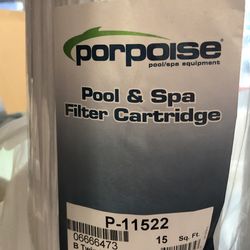 porpoise
pool/spa equipment
Pool & Spa
Filter Cartridge
P-11522
06666473
15 Sq. Ft.